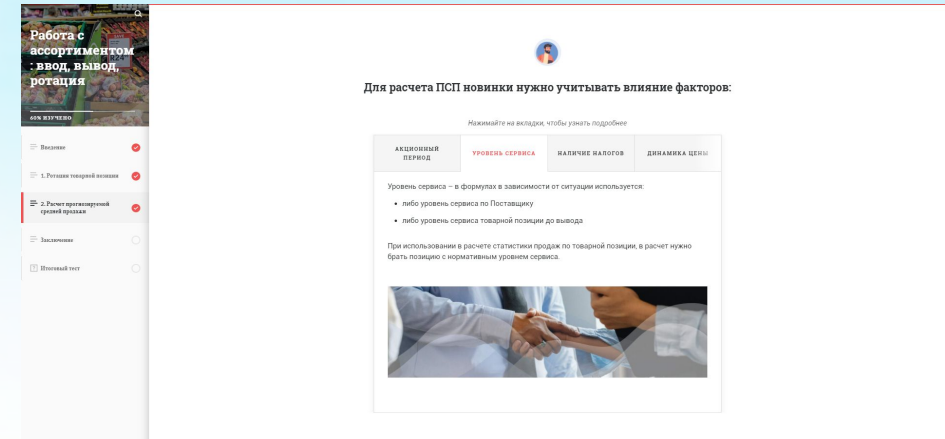 Работа с
ассортиментом
: ввод, вывод,
ротация
60% ИЗУЧЕНО
Введение
1. Ротация товарной позиции
2. Расчет прогнозируемой
средней продажи
Заключение
Итоговый тест
Для расчета ПСП новинки нужно учитывать влияние факторов:
Нажимайте на вкладки, чтобы узнать подробнее
АКЦИОННЫЙ
ПЕРИОД
УРОВЕНЬ СЕРВИСА
НАЛИЧИЕ НАЛОГОВ
ДИНАМИКА ЦЕНЫ
Уровень сервиса – в формулах в зависимости от ситуации используется:
• либо уровень сервиса по Поставщику
• либо уровень сервиса товарной позиции до вывода
При использовании в расчете статистики продаж по товарной позиции, в расчет нужно
брать позицию с нормативным уровнем сервиса.